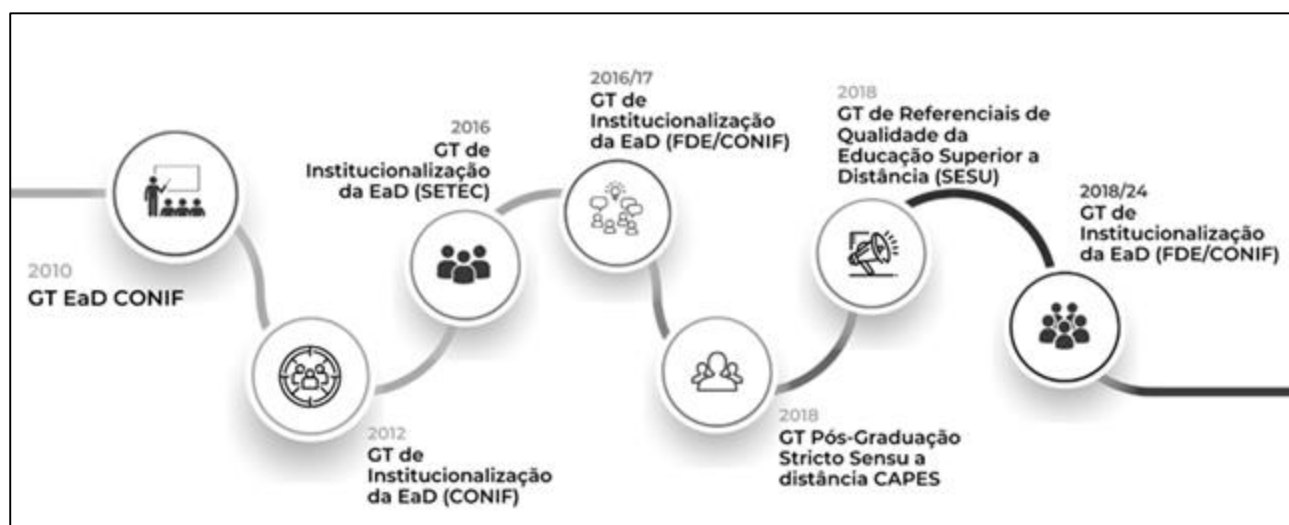 2010
GT EaD CONIF
2012
GT de
Institucionalização
da EaD (CONIF)
2016
GT de
Institucionalização
da EaD (SETEC)
2016/17
GT de
Institucionalização
da EaD (FDE/CONIF)
2018
GT Pós-Graduação
Stricto Sensu a
distância CAPES
2018
GT de Referenciais de
Qualidade da
Educação Superior a
Distância (SESU)
2018/24
GT de
Institucionalização
da EaD (FDE/CONIF)